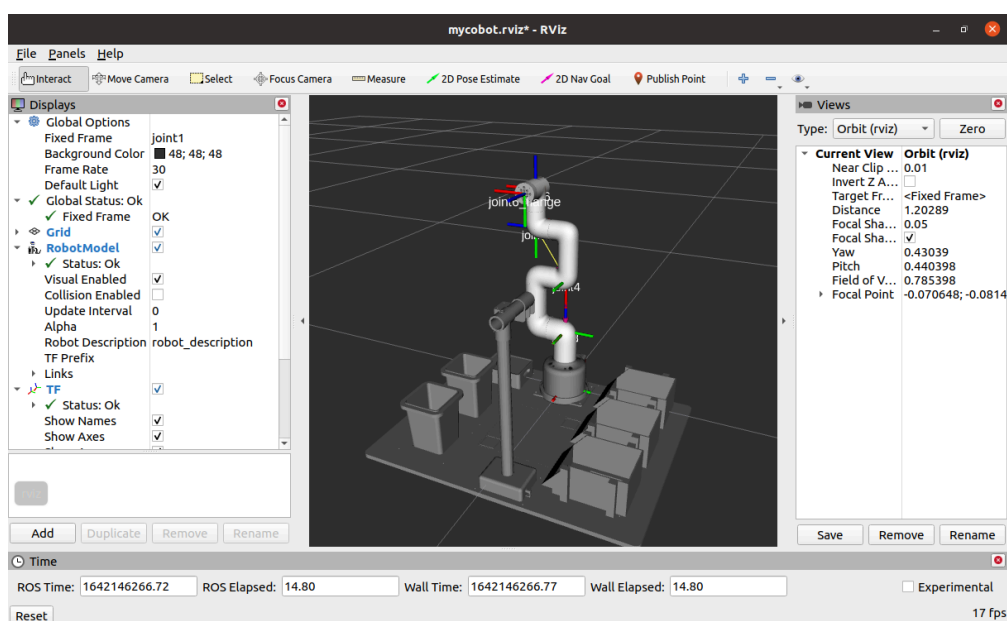 mycobot.rviz* - RViz
File Panels Help
Interact Move Camera Select Focus Camera Measure 2D Pose Estimate 2D Nav Goal Publish Point
Displays
Global Options
Fixed Frame joint1
Background Color 48; 48; 48
Frame Rate 30
Default Light
Global Status: Ok
Fixed Frame OK
Grid
RobotModel
Status: Ok
Visual Enabled
Collision Enabled
Update Interval 0
Alpha 1
Robot Description robot_description
TF Prefix
Links
TF
Status: Ok
Show Names
Show Axes
Add Duplicate Remove Rename
joint4
Views
Type: Orbit (rviz) Zero
Current View Orbit (rviz)
Near Clip ... 0.01
Invert Z A...
Target Fr... <Fixed Frame>
Distance 1.20289
Focal Sha... 0.05
Focal Sha...
Yaw 0.43039
Pitch 0.440398
Field of V... 0.785398
Focal Point -0.070648; -0.0814
Save Remove Rename
Time
ROS Time: 1642146266.72 ROS Elapsed: 14.80 Wall Time: 1642146266.77 Wall Elapsed: 14.80 Experimental
Reset 17 fps